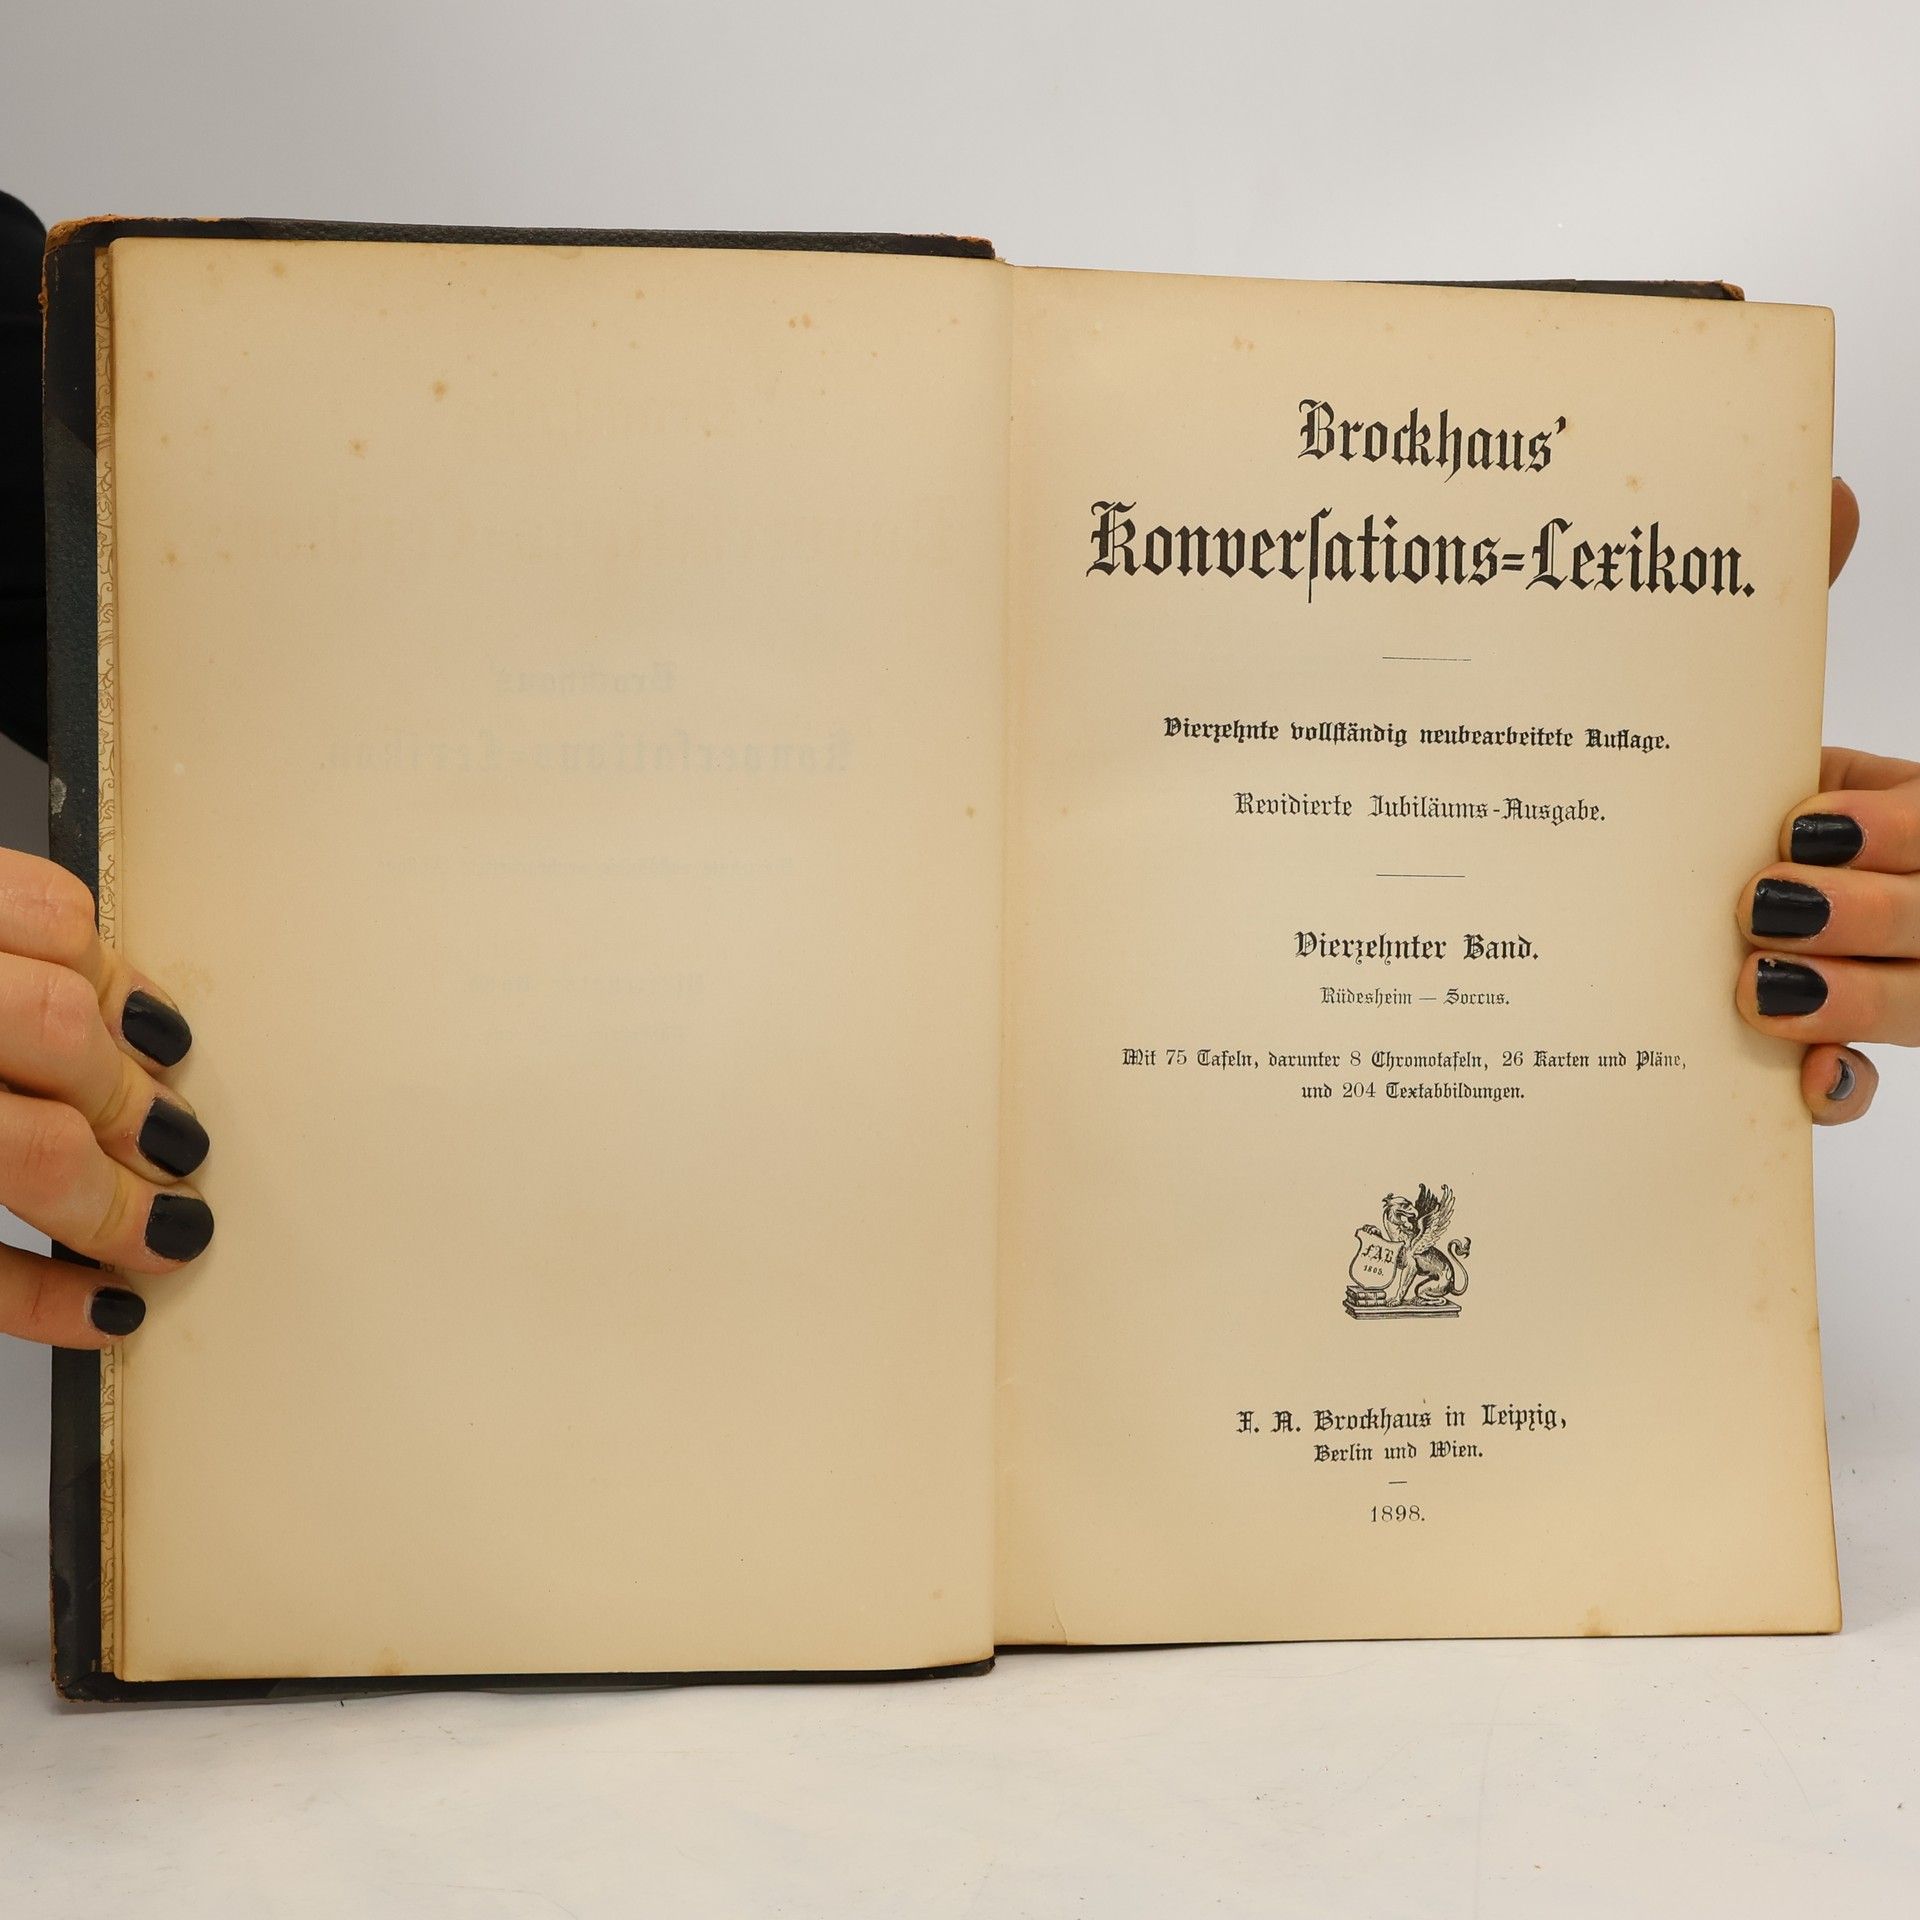 Brockhaus’
Konverſations=Lexikon.
Vierzehnte vollſtändig neubearbeitete Auflage.
Revidierte Jubiläums-Ausgabe.
Vierzehnter Band.
Rüdesheim — Soccus.
Mit 75 Tafeln, darunter 8 Chromotafeln, 26 Karten und Pläne,
und 204 Textabbildungen.
F.A.B.
1805.
F. A. Brockhaus in Leipzig,
Berlin und Wien.
1898.